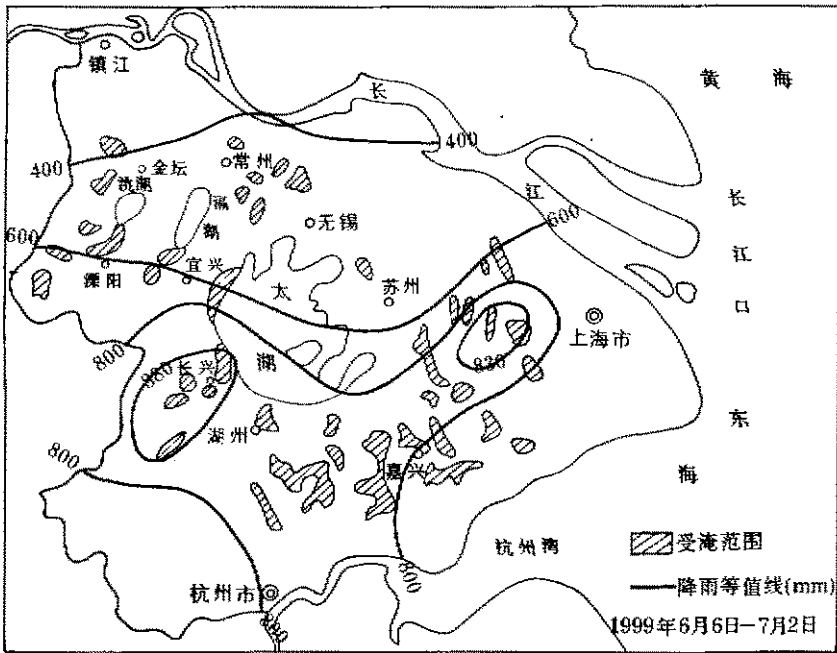 镇江
黄海
长
400
400
金坛
常州
江
长江口
洮湖
滆湖
无锡
600
600
溧阳
宜兴
太
苏州
上海市
湖
800
长兴
830
湖州
东海
800
嘉兴
杭州湾
受淹范围
杭州市
800
降雨等值线(mm)
1999年6月6日-7月2日